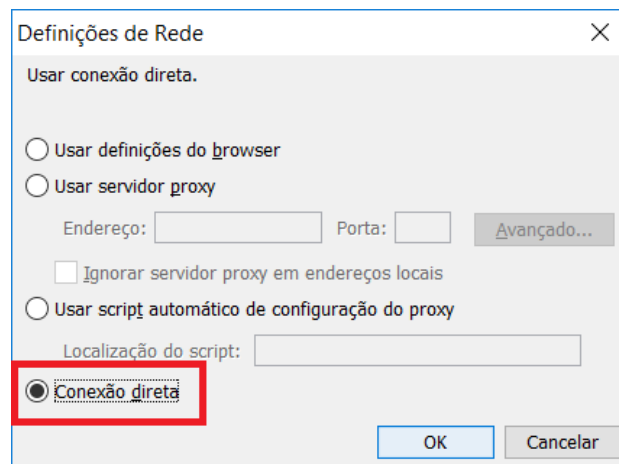 Definições de Rede
Usar conexão direta.
Usar definições do browser
Usar servidor proxy
Endereço: Porta: Avançado...
Ignorar servidor proxy em endereços locais
Usar script automático de configuração do proxy
Localização do script:
Conexão direta
OK Cancelar